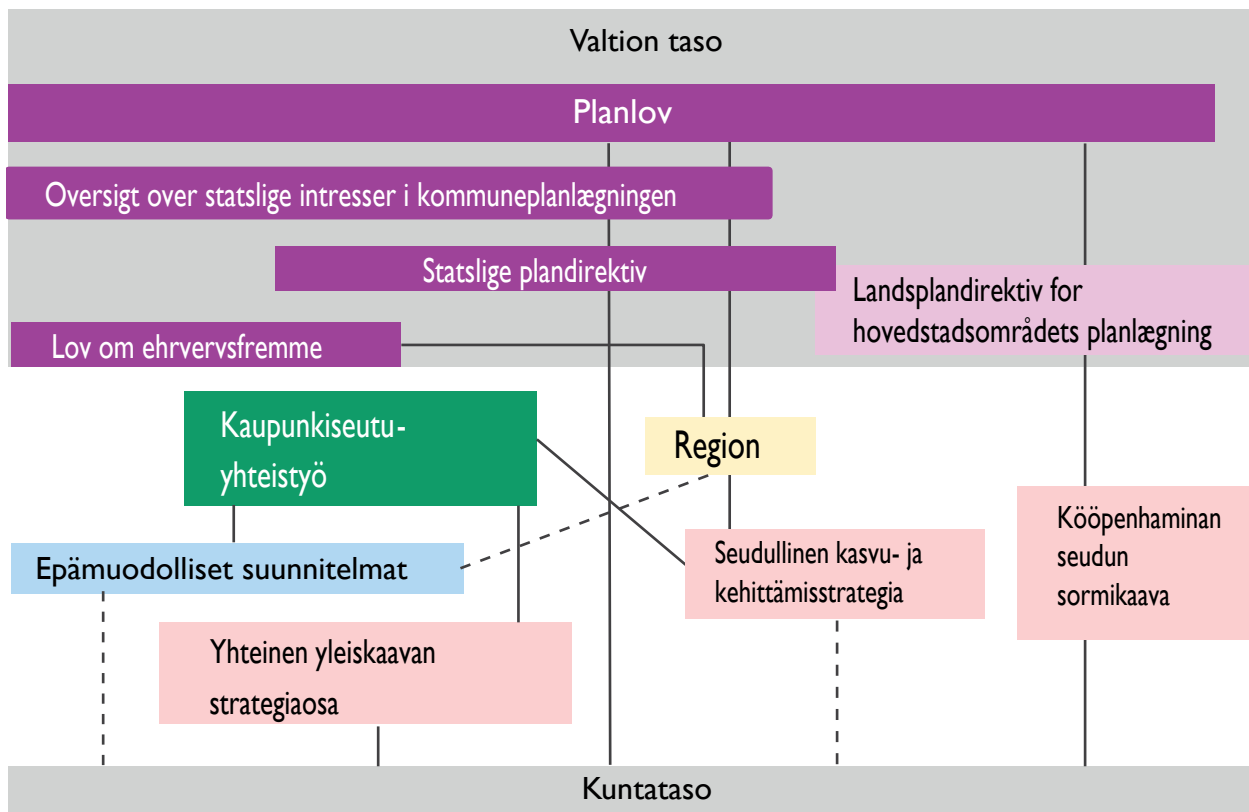 Valtion taso
Planlov
Oversigt over statslige intresser i kommuneplanlægningen
Statslige plandirektiv
Landsplandirektiv for
hovedstadsområdets planlægning
Lov om ehrvervsfremme
Kaupunkiseutu-
yhteistyö
Region
Epämuodolliset suunnitelmat
Seudullinen kasvu- ja
kehittämisstrategia
Kööpenhaminan
seudun
sormikaava
Yhteinen yleiskaavan
strategiaosa
Kuntataso